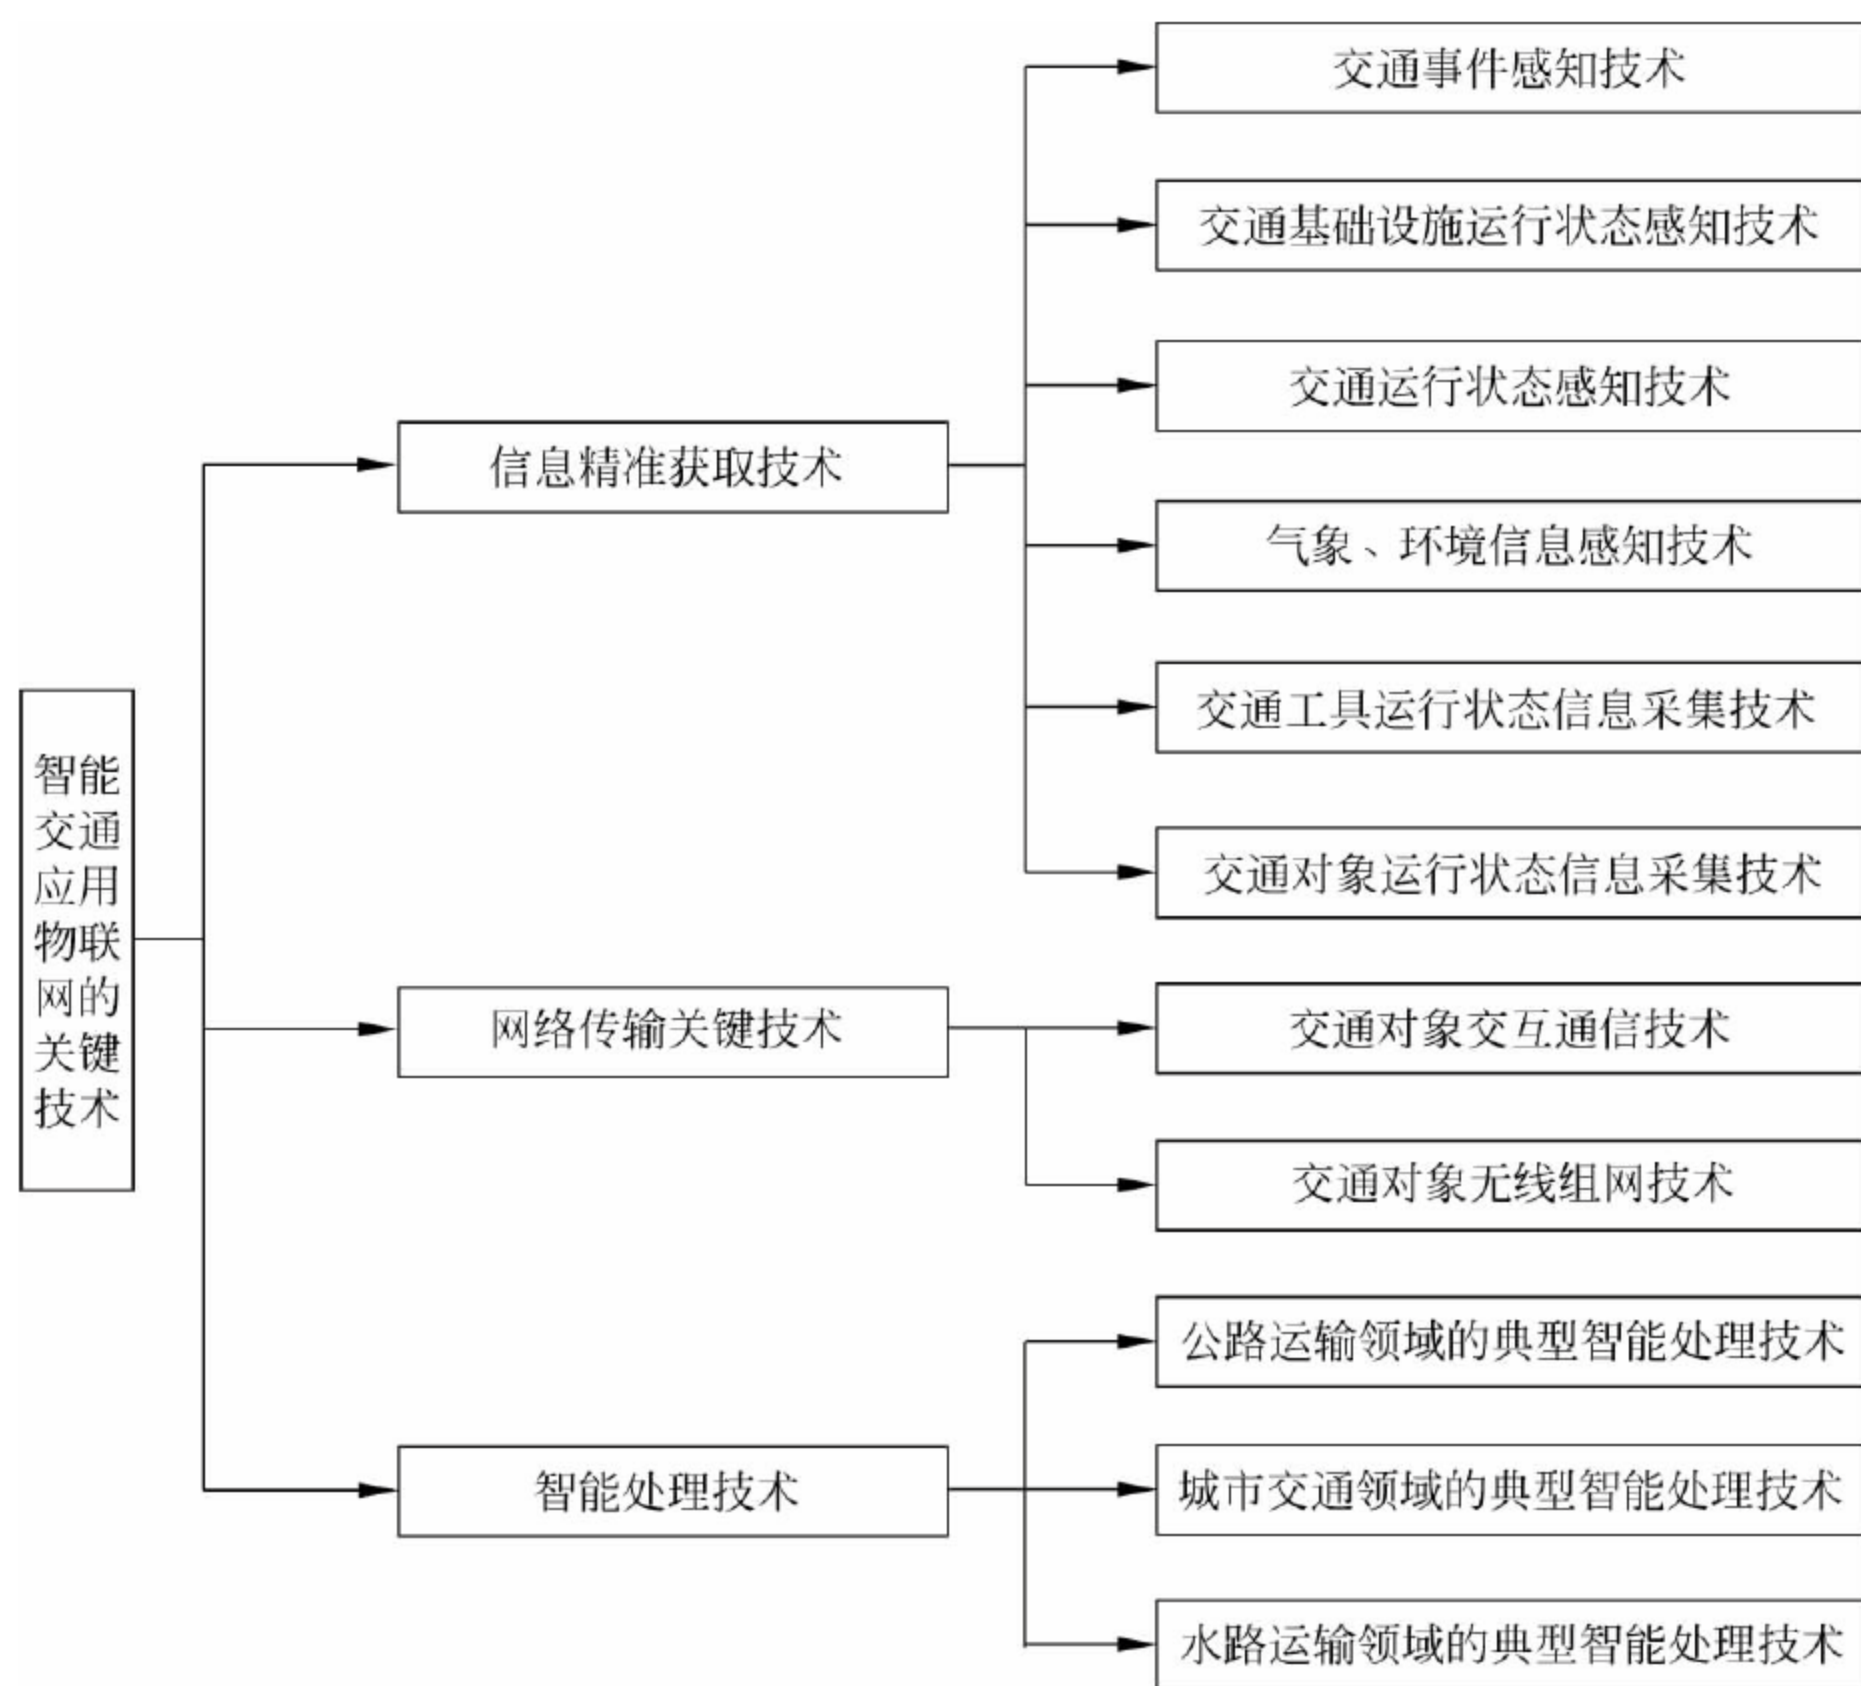 交通事件感知技术
交通基础设施运行状态感知技术
交通运行状态感知技术
信息精准获取技术
气象、环境信息感知技术
交通工具运行状态信息采集技术
交通对象运行状态信息采集技术
智能
交通
应用
物联
网的
关键
技术
网络传输关键技术
交通对象交互通信技术
交通对象无线组网技术
智能处理技术
公路运输领域的典型智能处理技术
城市交通领域的典型智能处理技术
水路运输领域的典型智能处理技术